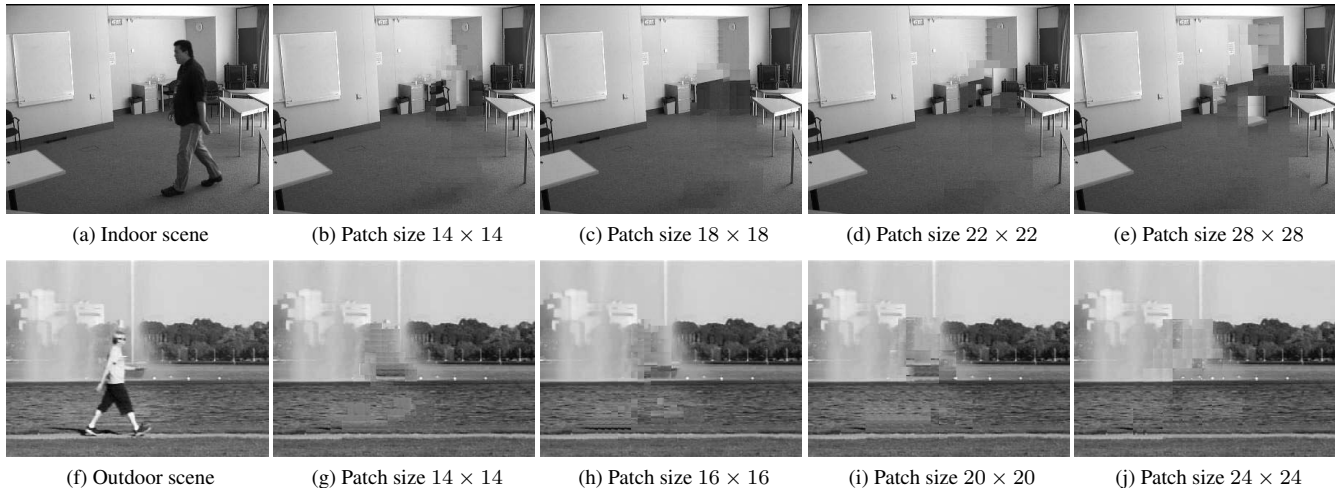 (a) Indoor scene
(b) Patch size 14 × 14
(c) Patch size 18 × 18
(d) Patch size 22 × 22
(e) Patch size 28 × 28
(f) Outdoor scene
(g) Patch size 14 × 14
(h) Patch size 16 × 16
(i) Patch size 20 × 20
(j) Patch size 24 × 24